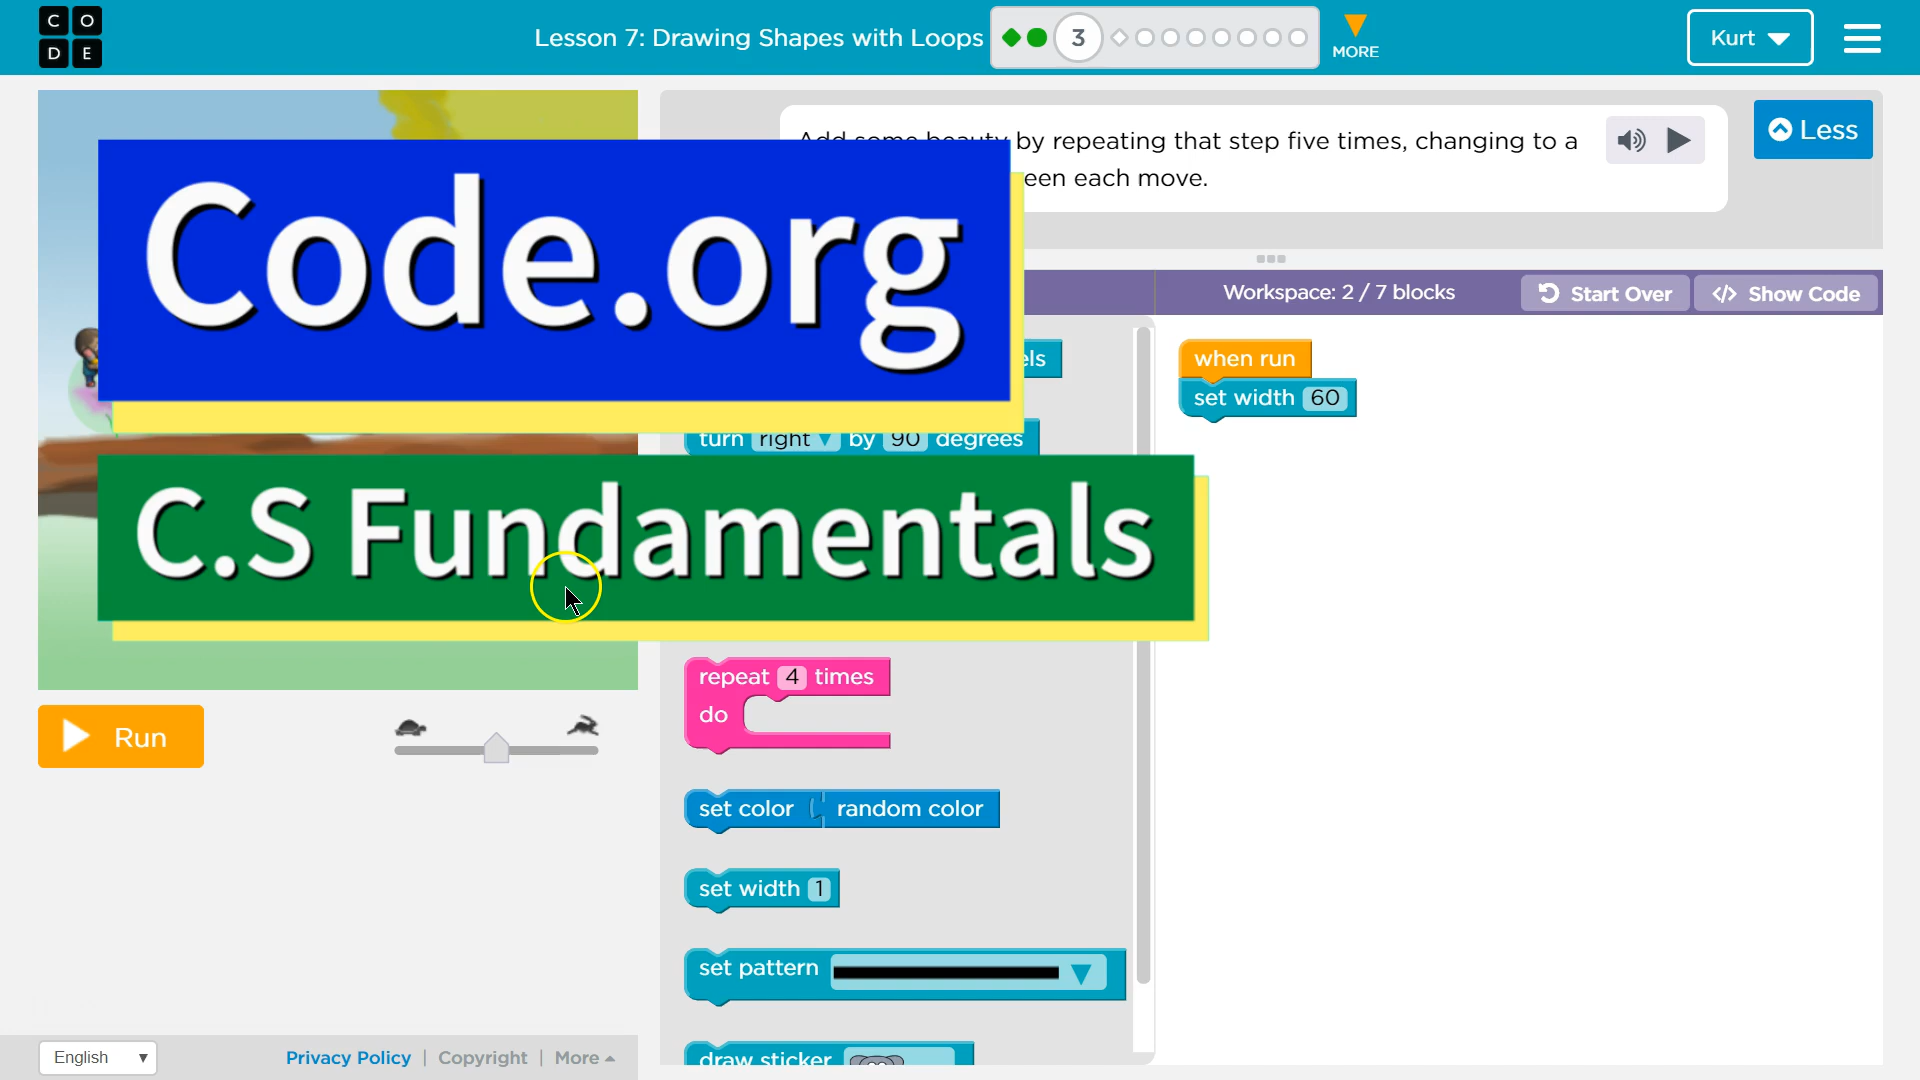 CODE
Lesson 7: Drawing Shapes with Loops
3
MORE
Kurt
by repeating that step five times, changing to a
each move.
Less
Code.org
C.S Fundamentals
Workspace: 2 / 7 blocks
Start Over
</> Show Code
turn right by 90 degrees
when run
set width 60
repeat 4 times
do
set color random color
set width 1
set pattern
draw sticker
Run
English
Privacy Policy | Copyright | More